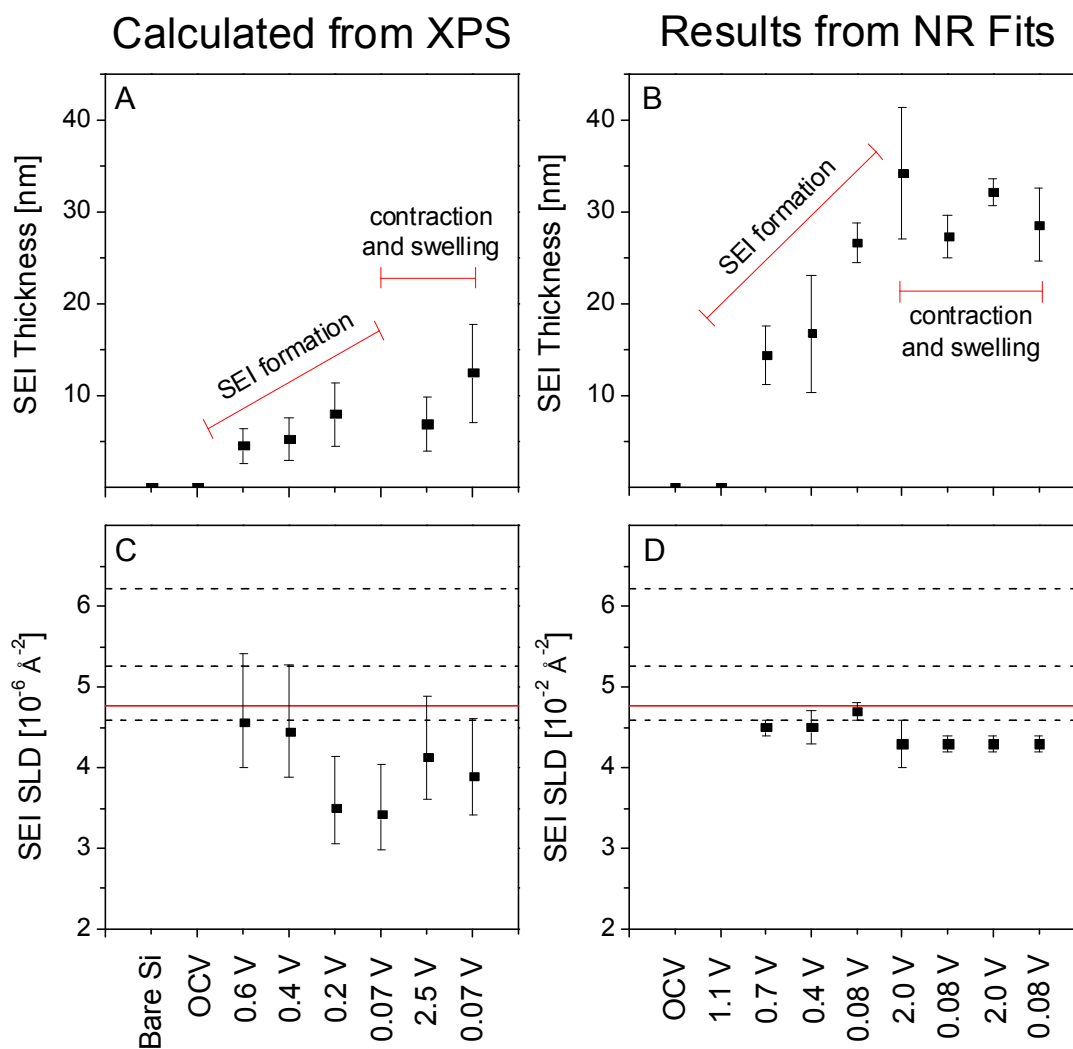 Calculated from XPS
Results from NR Fits
A
SEI Thickness [nm]
40
30
20
10
SEI formation
contraction
and swelling
B
SEI Thickness [nm]
40
30
20
10
SEI formation
contraction
and swelling
C
SEI SLD [10⁻⁶ Å⁻²]
6
5
4
3
2
Bare Si
OCV
0.6 V
0.4 V
0.2 V
0.07 V
2.5 V
0.07 V
D
SEI SLD [10⁻² Å⁻²]
6
5
4
3
2
OCV
1.1 V
0.7 V
0.4 V
0.08 V
2.0 V
0.08 V
2.0 V
0.08 V